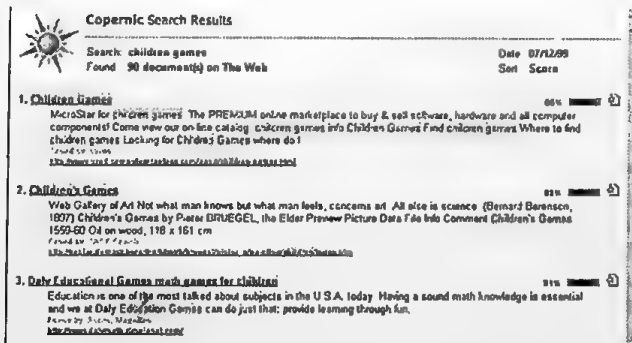 Copernic Search Results
Search: children games Date 07/12/99
Found 90 document(s) on The Web Sort Score
1. Children Games
MicroStar for children games The PREMIUM online marketplace to buy & sell software, hardware and all computer
components! Come view our on-line catalog children games info Children Games Find children games Where to find
children games Looking for Children Games where do I
2. Children's Games
Web Gallery of Art Not what man knows but what man feels, concerns art All else is science (Bernard Berenson,
1897) Children's Games by Pieter BRUEGEL, the Elder Preview Picture Data File Info Comment Children's Games
1559-60 Oil on wood, 118 x 161 cm
3. Daly Educational Games math games for children
Education is one of the most talked about subjects in the U S A today Having a sound math knowledge is essential
and we at Daly Education Games can do just that: provide learning through fun.